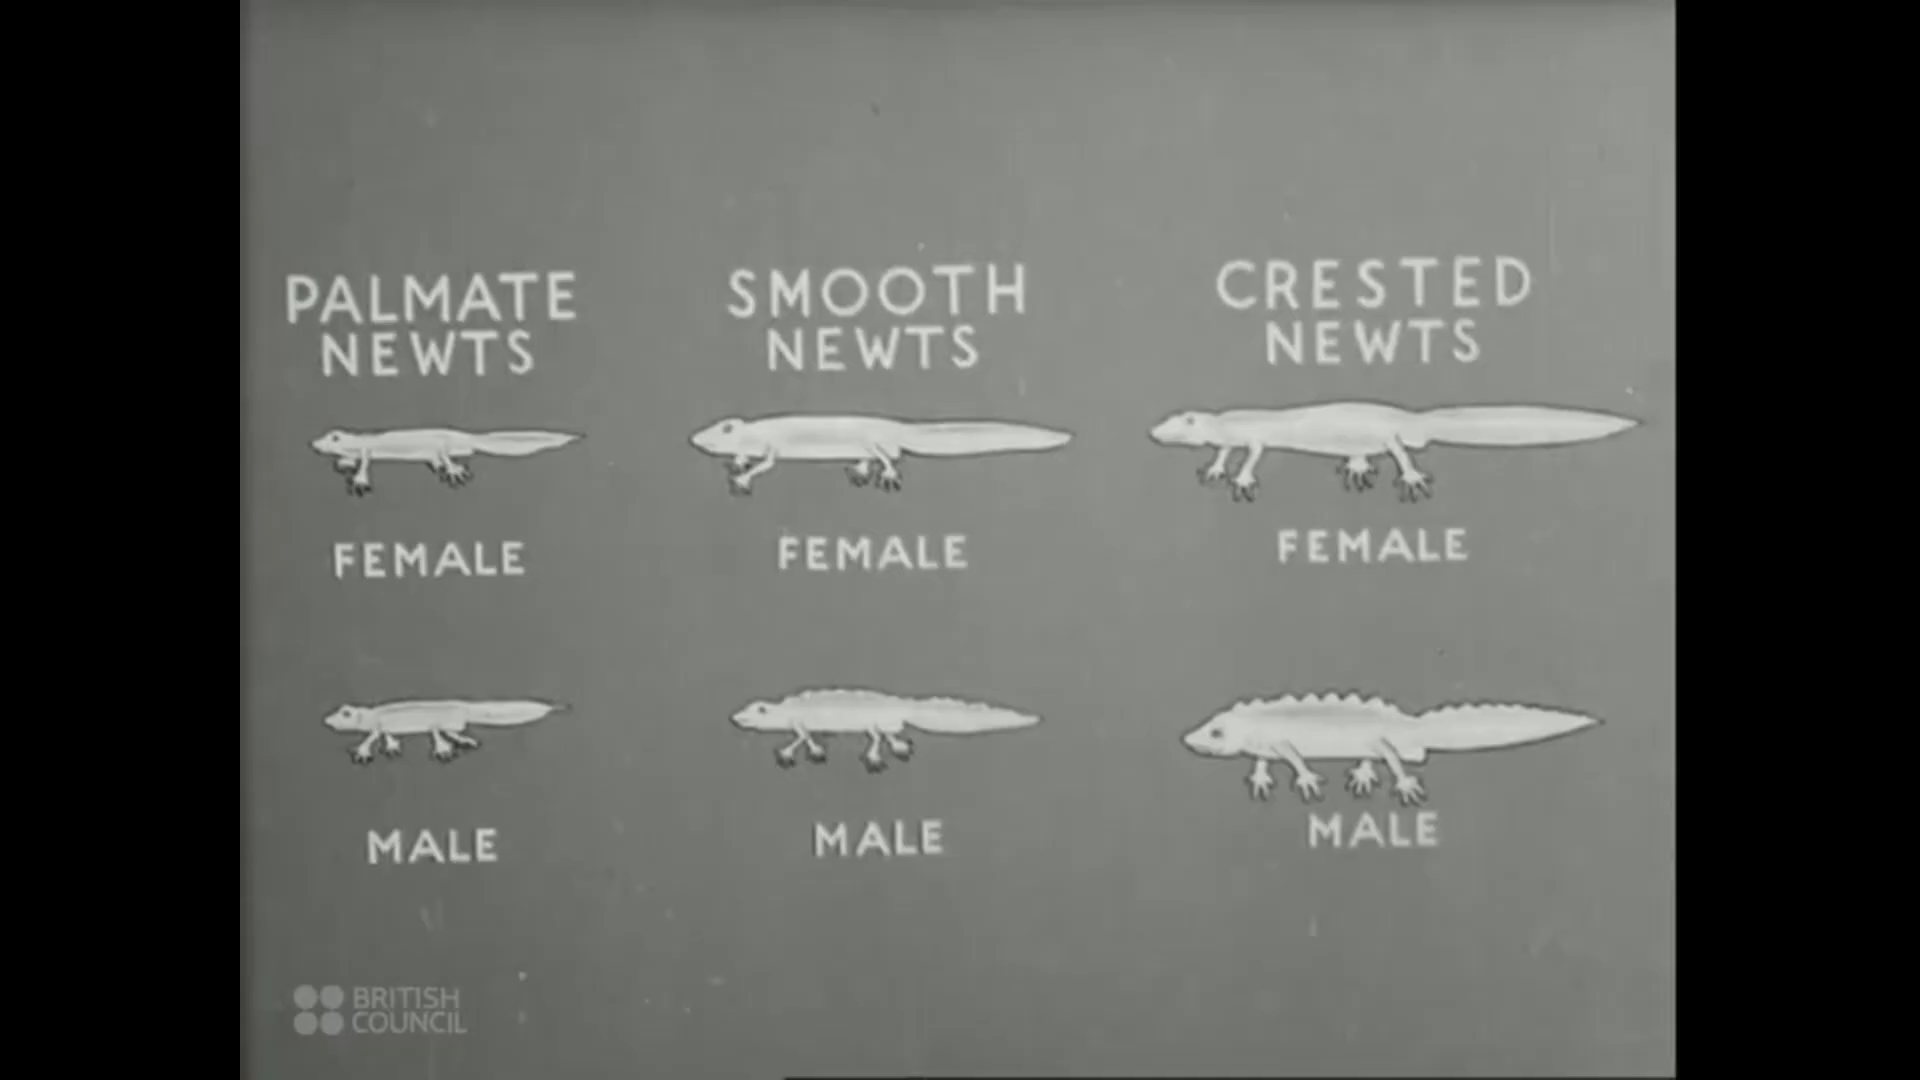 PALMATE
NEWTS
SMOOTH
NEWTS
CRESTED
NEWTS
FEMALE
FEMALE
FEMALE
MALE
MALE
MALE
BRITISH
COUNCIL